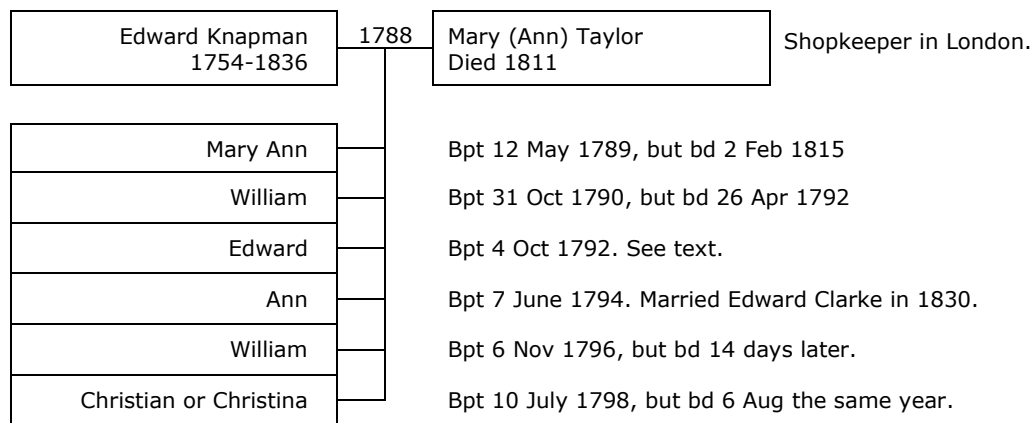 Edward Knapman 1788 Mary (Ann) Taylor Shopkeeper in London.
1754-1836 Died 1811
Mary Ann Bpt 12 May 1789, but bd 2 Feb 1815
William Bpt 31 Oct 1790, but bd 26 Apr 1792
Edward Bpt 4 Oct 1792. See text.
Ann Bpt 7 June 1794. Married Edward Clarke in 1830.
William Bpt 6 Nov 1796, but bd 14 days later.
Christian or Christina Bpt 10 July 1798, but bd 6 Aug the same year.